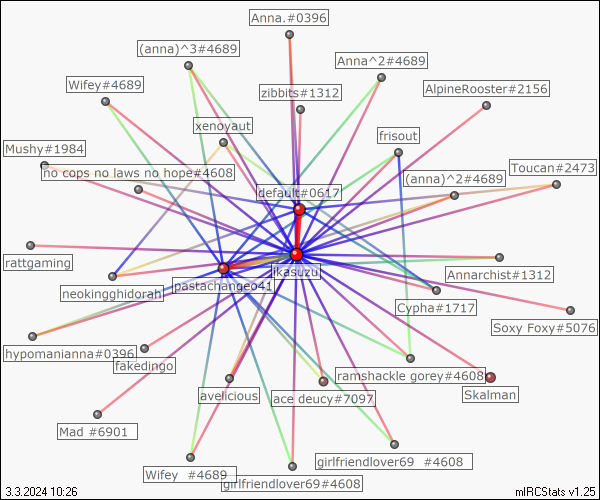 Anna.#0396
(anna)^3#4689
Anna^2#4689
Wifey#4689
zibbits#1312
AlpineRooster#2156
xenoyaut
frisout
Mushy#1984
no cops no laws no hope#4608
Toucan#2473
(anna)^2#4689
default#0617
rattgaming
ikasuzu
Annarchist#1312
pastachangeo41
neokingghidorah
Cypha#1717
Soxy Foxy#5076
hypomanianna#0396
fakedingo
ramshackle gorey#4608
Skalman
avelicious
ace deucy#7097
Mad #6901
girlfriendlover69 #4608
Wifey #4689
girlfriendlover69#4608
3.3.2024 10:26
mIRCStats v1.25